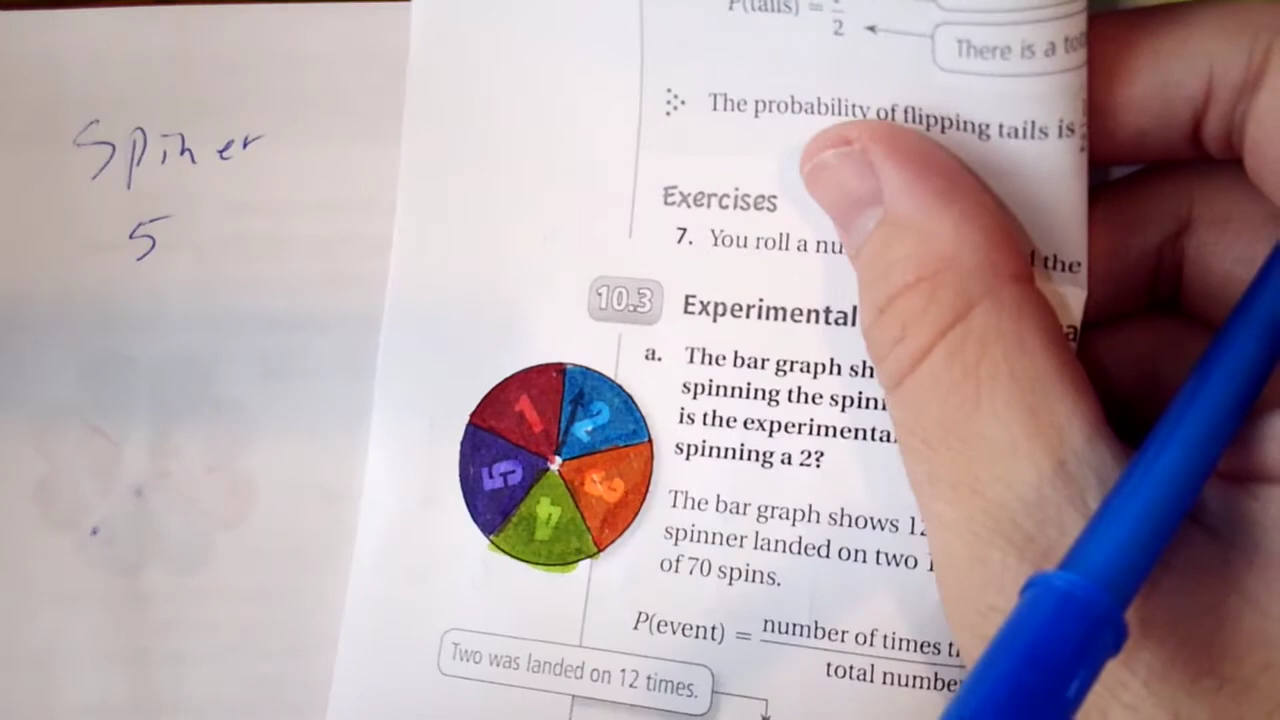 Spiner
5
P(tails) =
2
There is a
The probability of flipping tails is
Exercises
7. You roll a nu
the
10.3 Experimental
a. The bar graph sh
spinning the spin
is the experimenta
spinning a 2?
1
2
3
4
5
The bar graph shows 12
spinner landed on two
of 70 spins.
P(event) = number of times t
total numbe
Two was landed on 12 times.